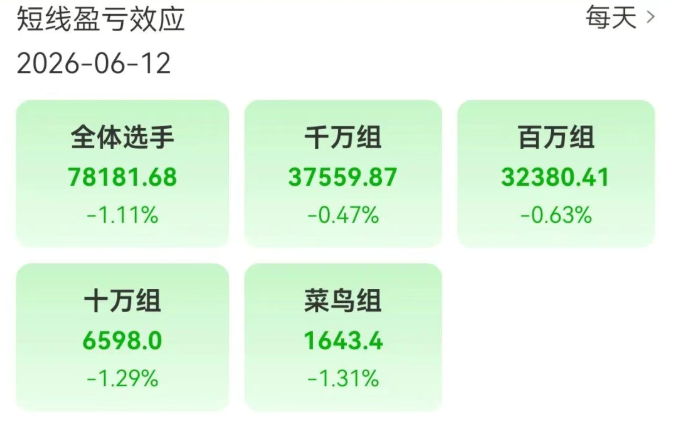 短线盈亏效应 每天 >
2026-06-12
全体选手 千万组 百万组
78181.68 37559.87 32380.41
-1.11% -0.47% -0.63%
十万组 菜鸟组
6598.0 1643.4
-1.29% -1.31%